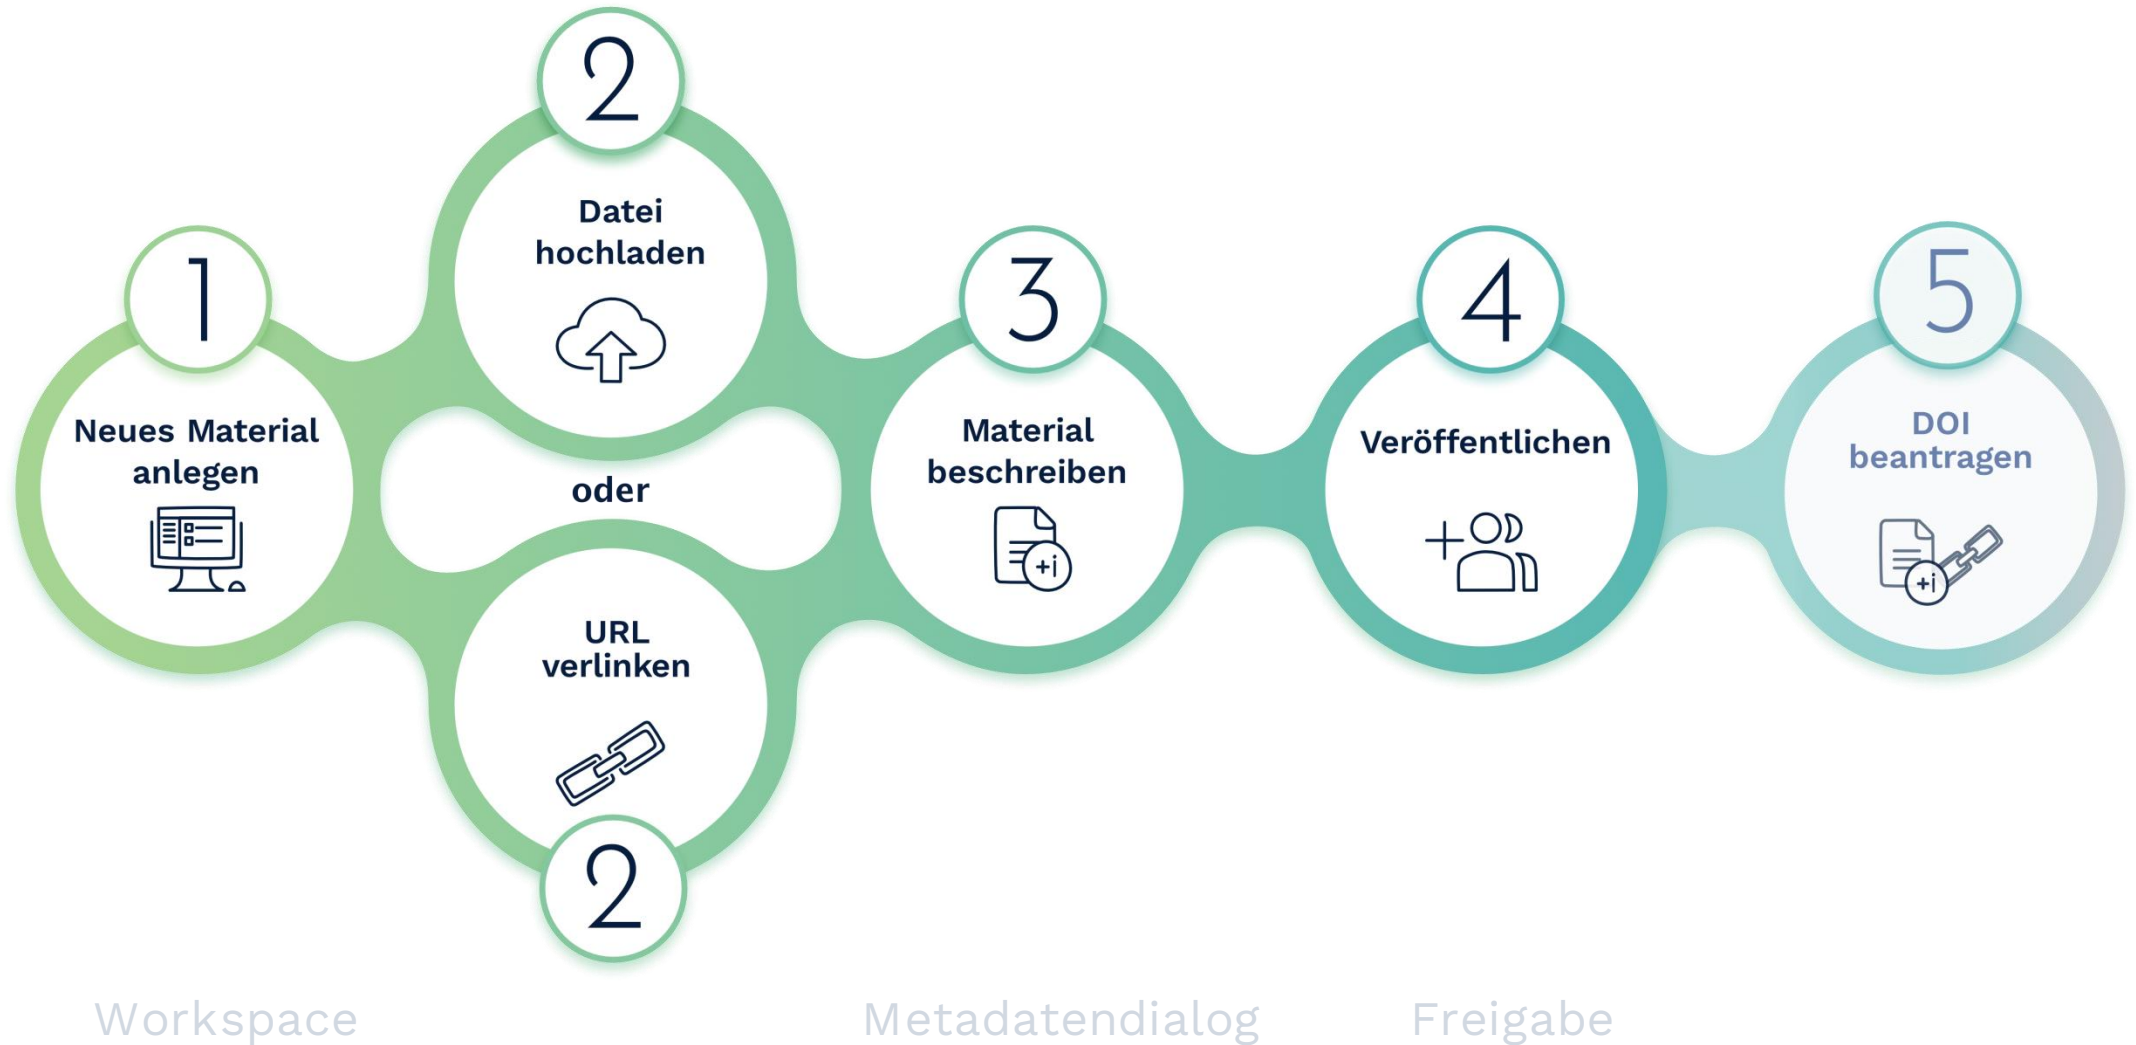 1
Neues Material
anlegen
2
Datei
hochladen
oder
URL
verlinken
2
3
Material
beschreiben
+i
4
Veröffentlichen
5
DOI
beantragen
+i
Workspace
Metadatendialog
Freigabe